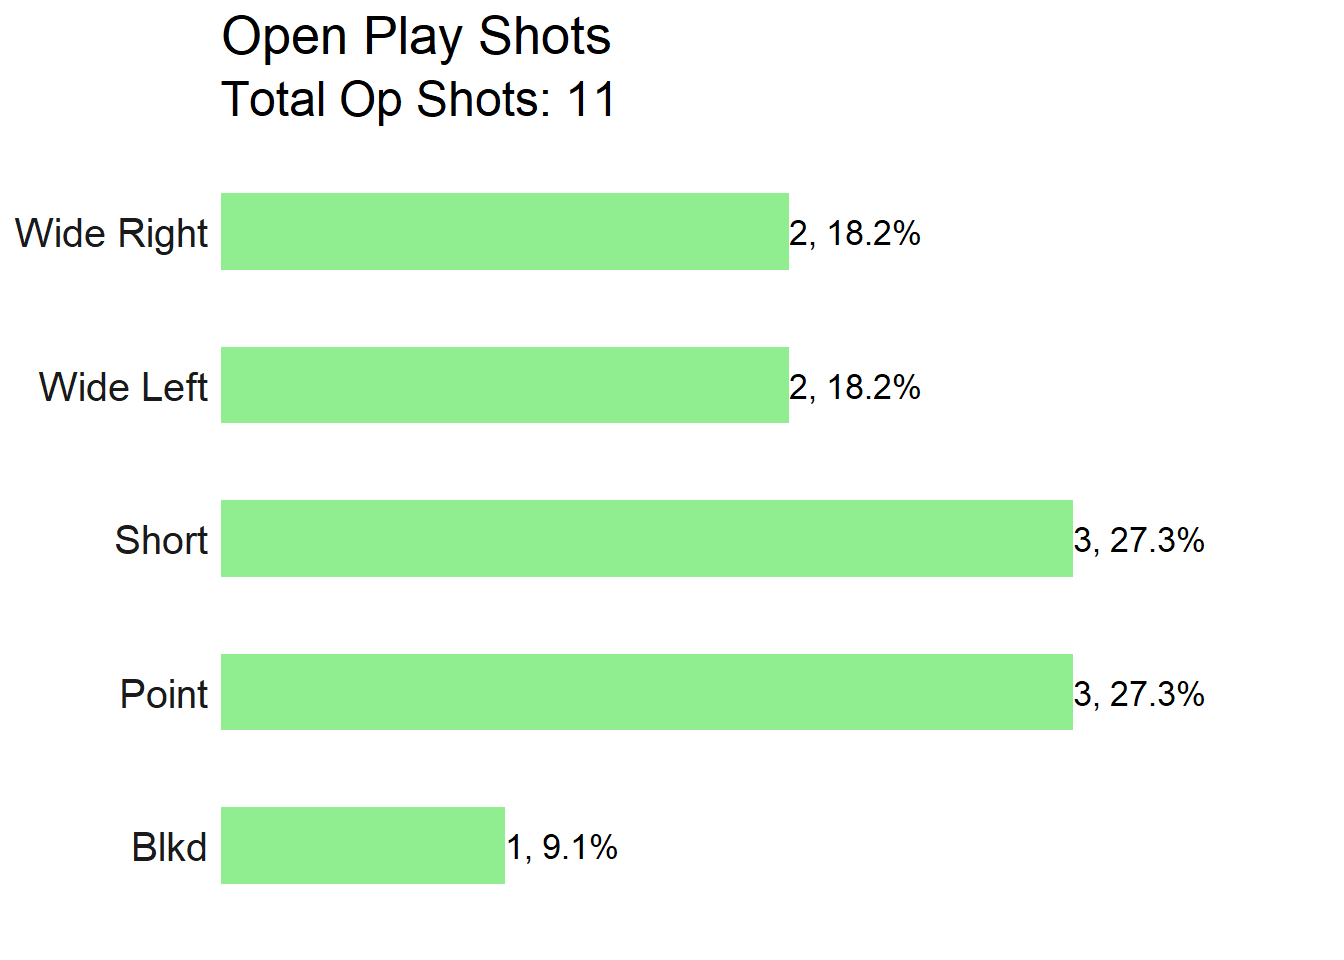 Open Play Shots
Total Op Shots: 11
Wide Right 2, 18.2%
Wide Left 2, 18.2%
Short 3, 27.3%
Point 3, 27.3%
Blkd 1, 9.1%